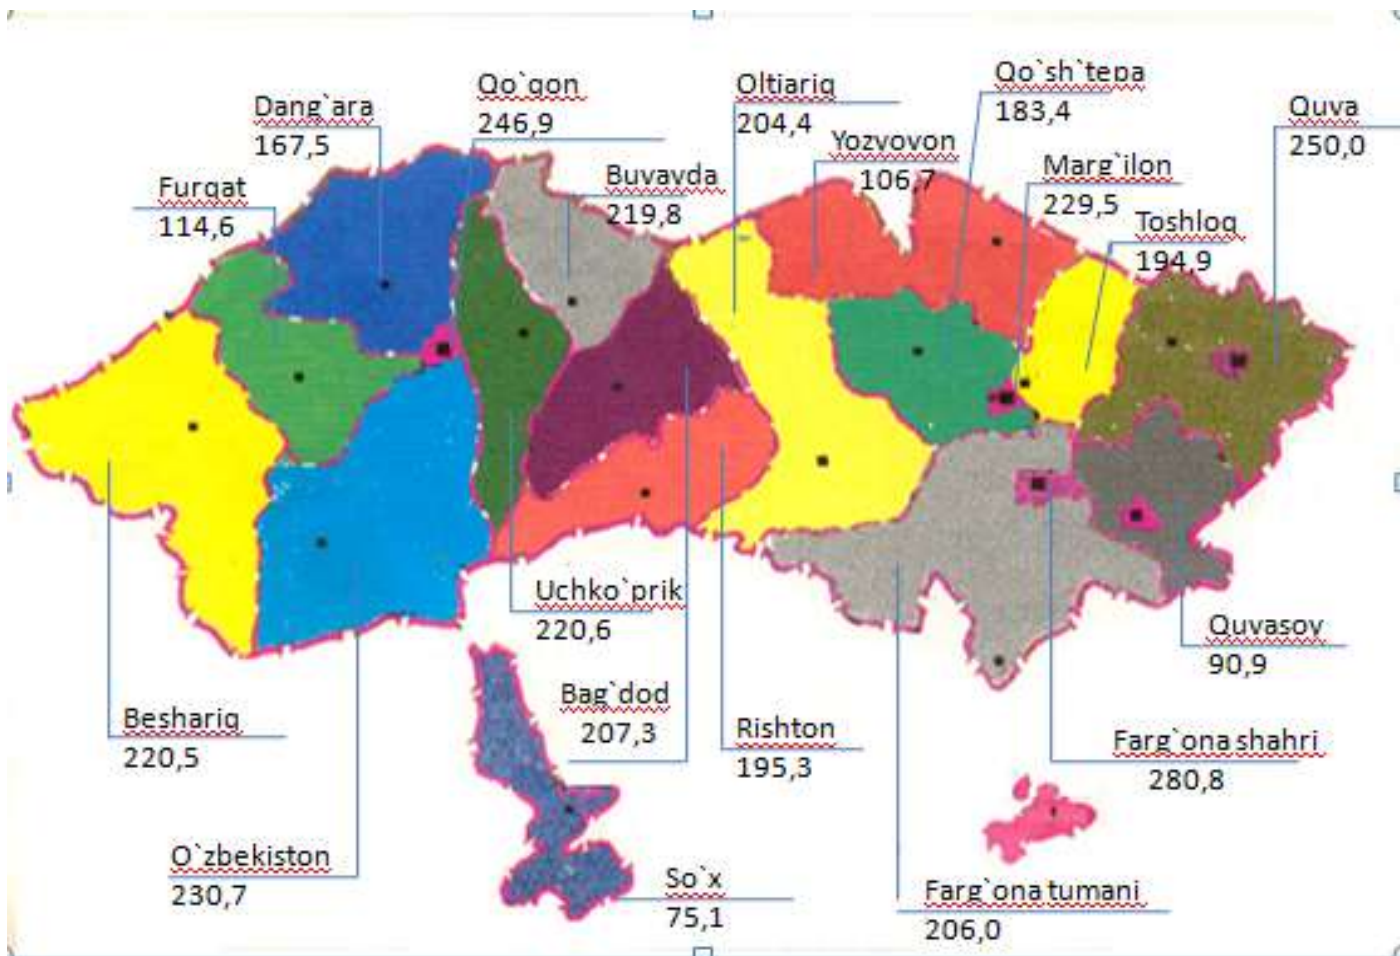 Qo`qon
246,9
Oltiariq
204,4
Qo`sh`tepa
183,4
Dang`ara
167,5
Quva
250,0
Yozvovon
106,7
Marg`ilon
229,5
Furqat
114,6
Buvavda
219,8
Toshloq
194,9
Uchko`prik
220,6
Quvasoy
90,9
Bag`dod
207,3
Beshariq
220,5
Rishton
195,3
Farg`ona shahri
280,8
O`zbekiston
230,7
So`x
75,1
Farg`ona tumani
206,0